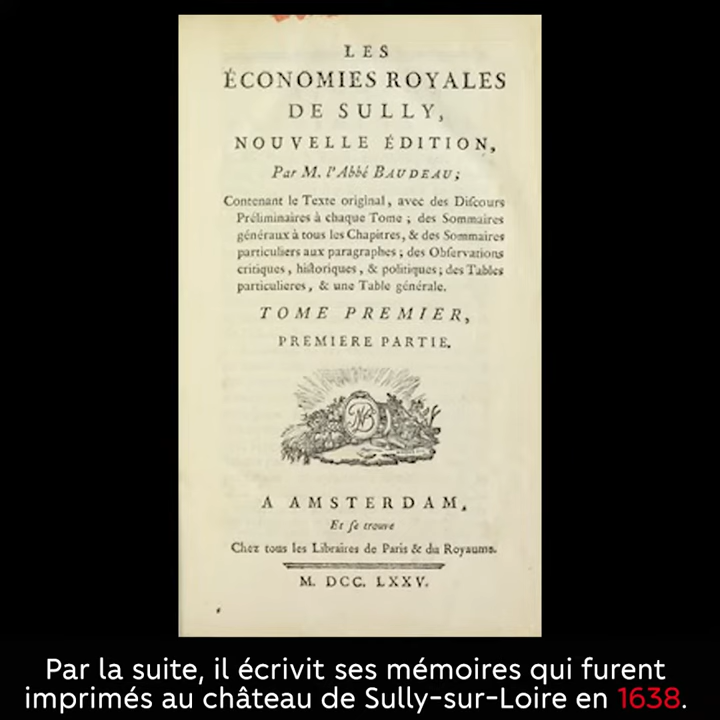 LES
ÉCONOMIES ROYALES
DE SULLY,
NOUVELLE ÉDITION,
Par M. l'Abbé BAUDEAU;
Contenant le Texte original, avec des Discours
Préliminaires à chaque Tome; des Sommaires
généraux à tous les Chapitres, & des Sommaires
particuliers aux paragraphes; des Observations
critiques, historiques, & politiques; des Tables
particulieres, & une Table générale.
TOME PREMIER,
PREMIERE PARTIE.
A AMSTERDAM,
Et se trouve
Chez tous les Libraires de Paris & du Royaume.
M. DCC. LXXV.
Par la suite, il écrivit ses mémoires qui furent
imprimés au château de Sully-sur-Loire en 1638.